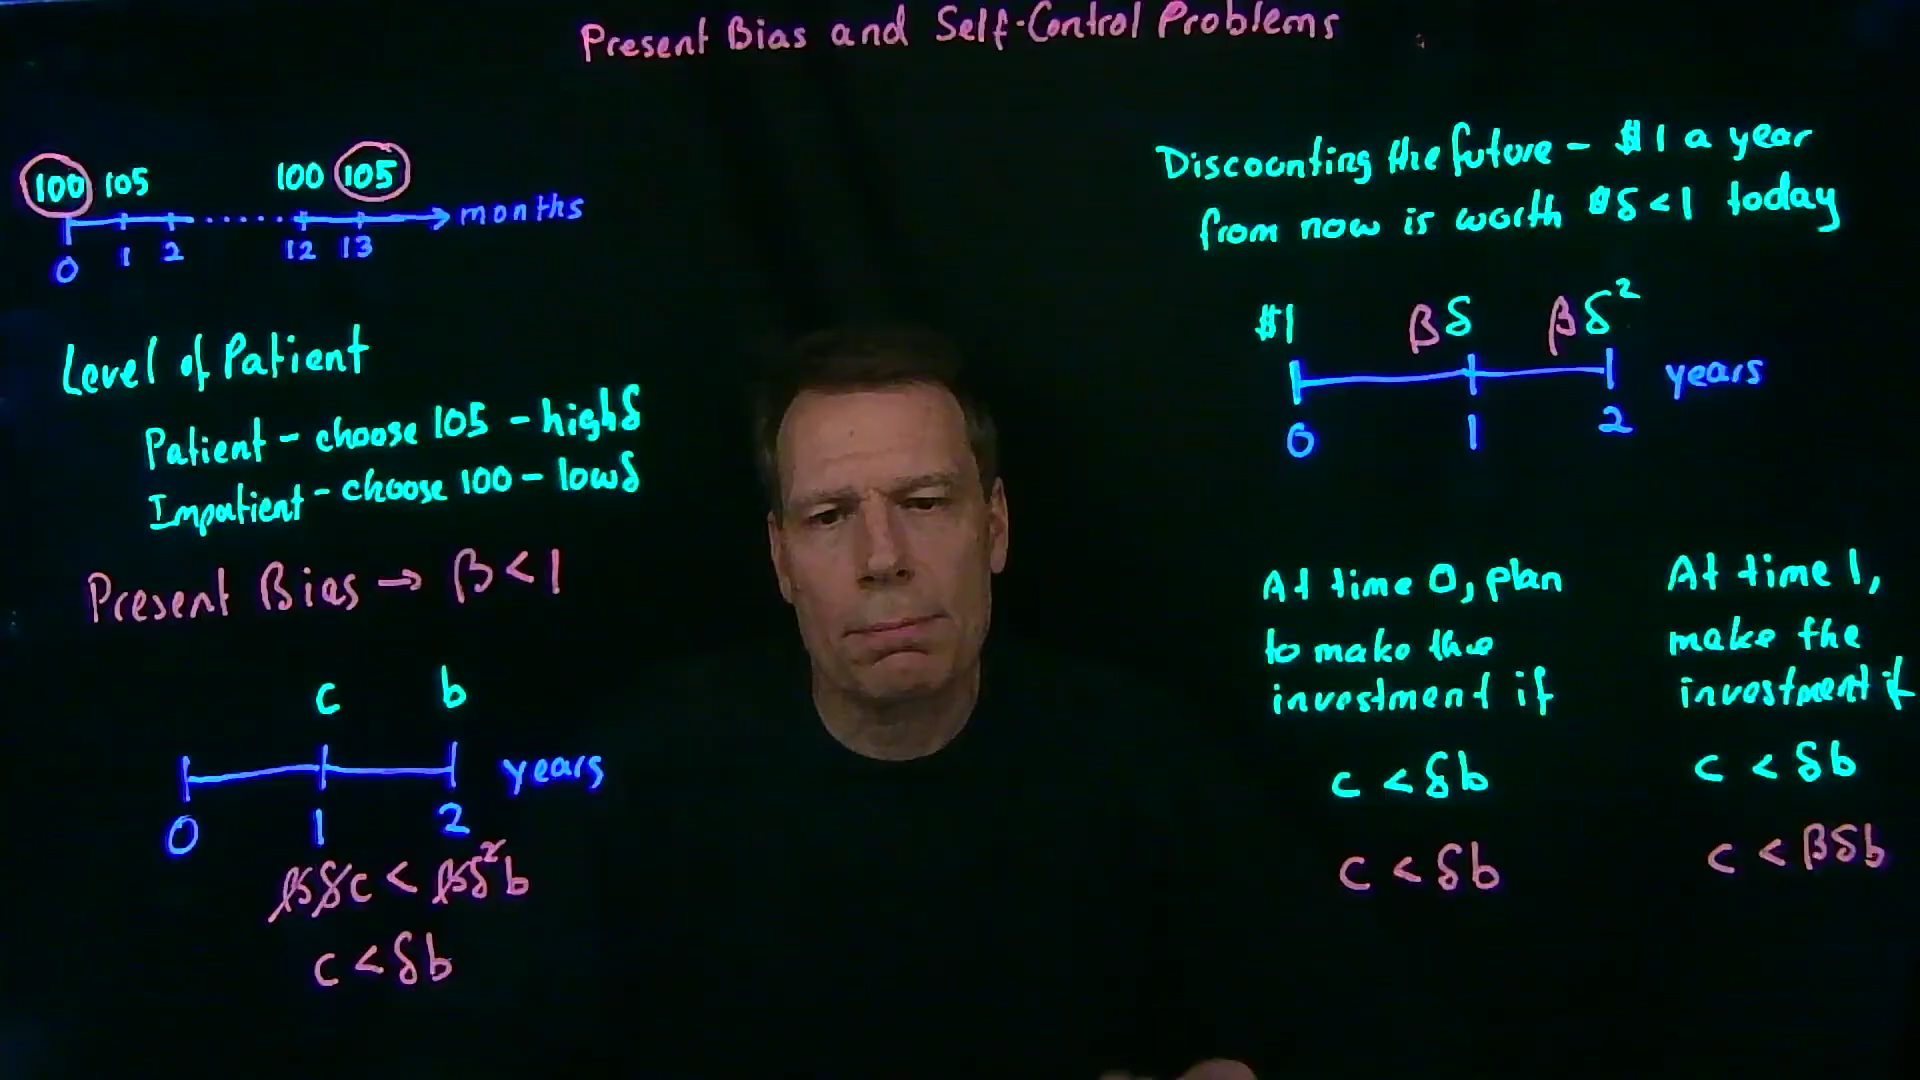 Present Bias and Self-Control Problems
100 105 100 105
months
0 1 2 12 13
Level of Patient
Patient - choose 105 - high δ
Impatient - choose 100 - low δ
Present Bias → β < 1
c b
years
0 1 2
βδc < βδ²b
c < δb
Discounting the future - $1 a year
from now is worth $δ < 1 today
$1 βδ βδ²
years
0 1 2
At time 0, plan
to make the
investment if
c < δb
c < δb
At time 1,
make the
investment if
c < δb
c < βδb